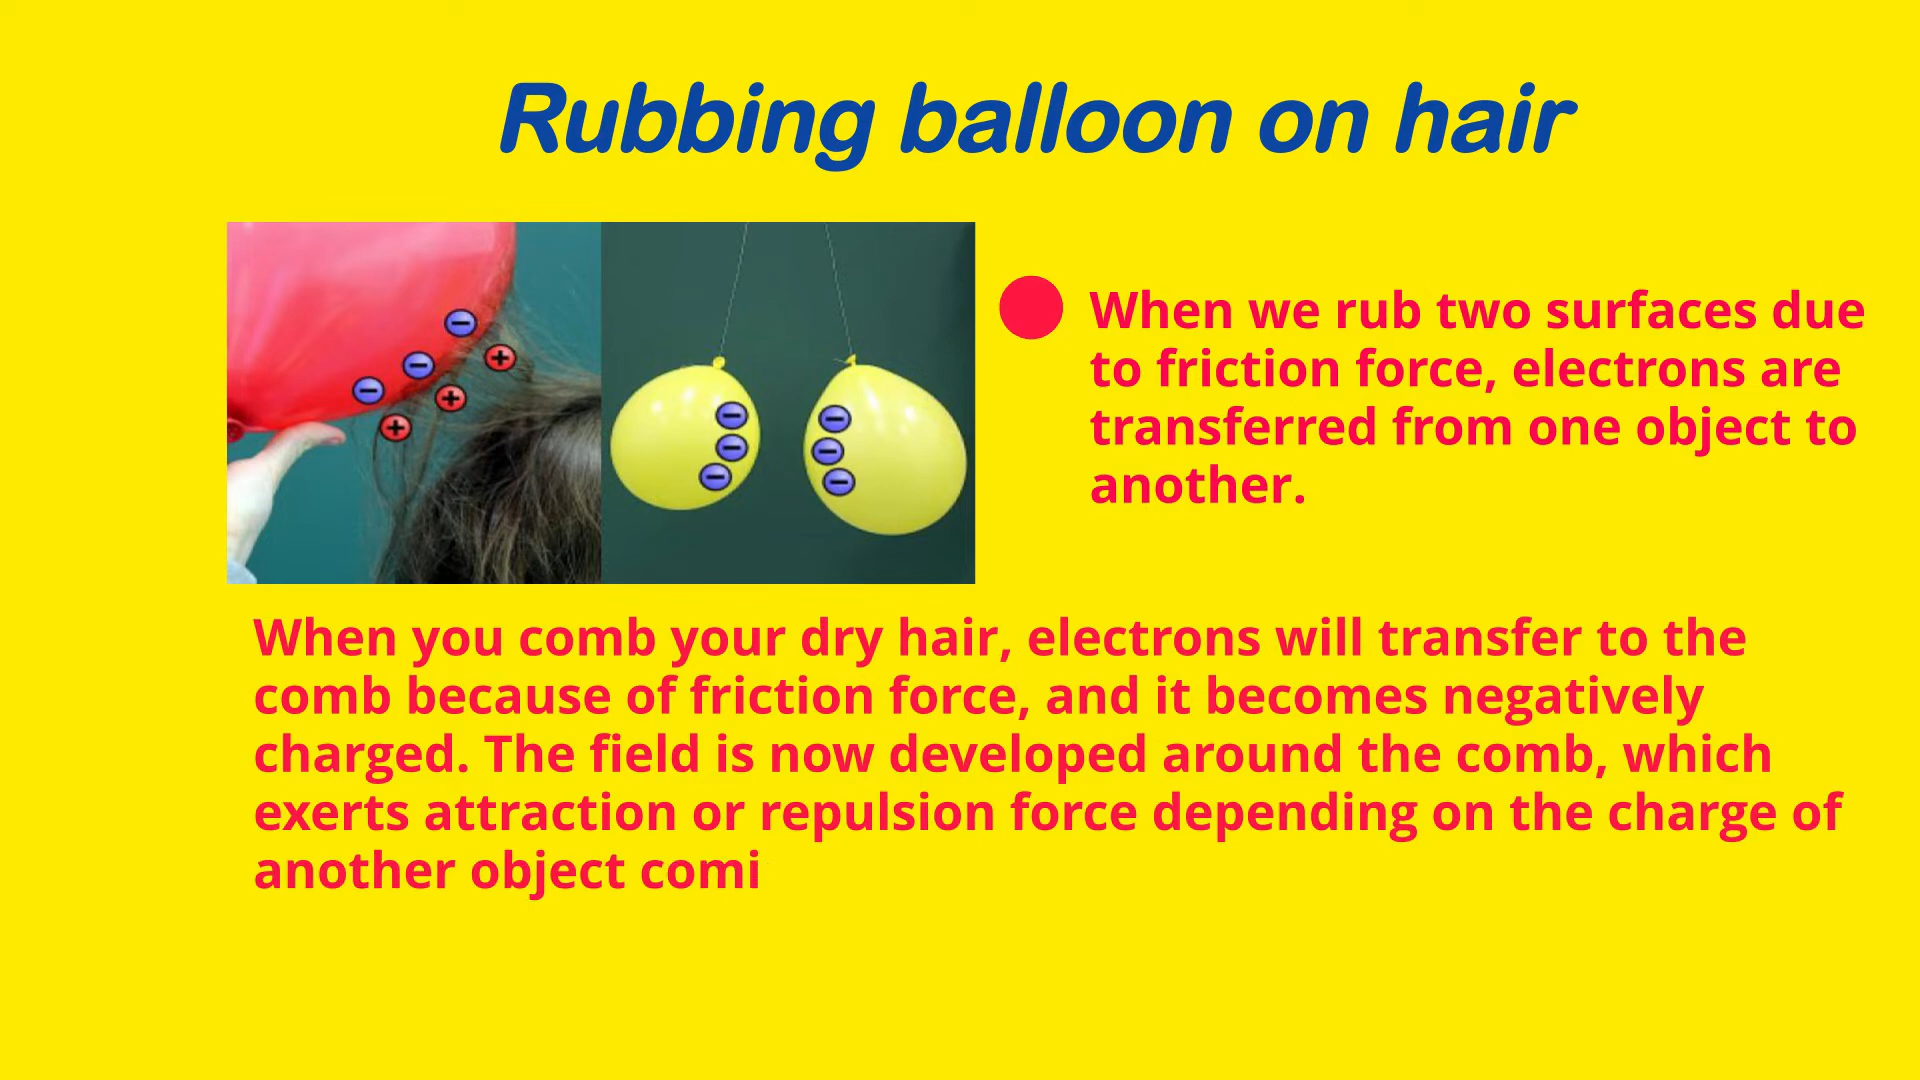 Rubbing balloon on hair
When we rub two surfaces due
to friction force, electrons are
transferred from one object to
another.
When you comb your dry hair, electrons will transfer to the
comb because of friction force, and it becomes negatively
charged. The field is now developed around the comb, which
exerts attraction or repulsion force depending on the charge of
another object comi